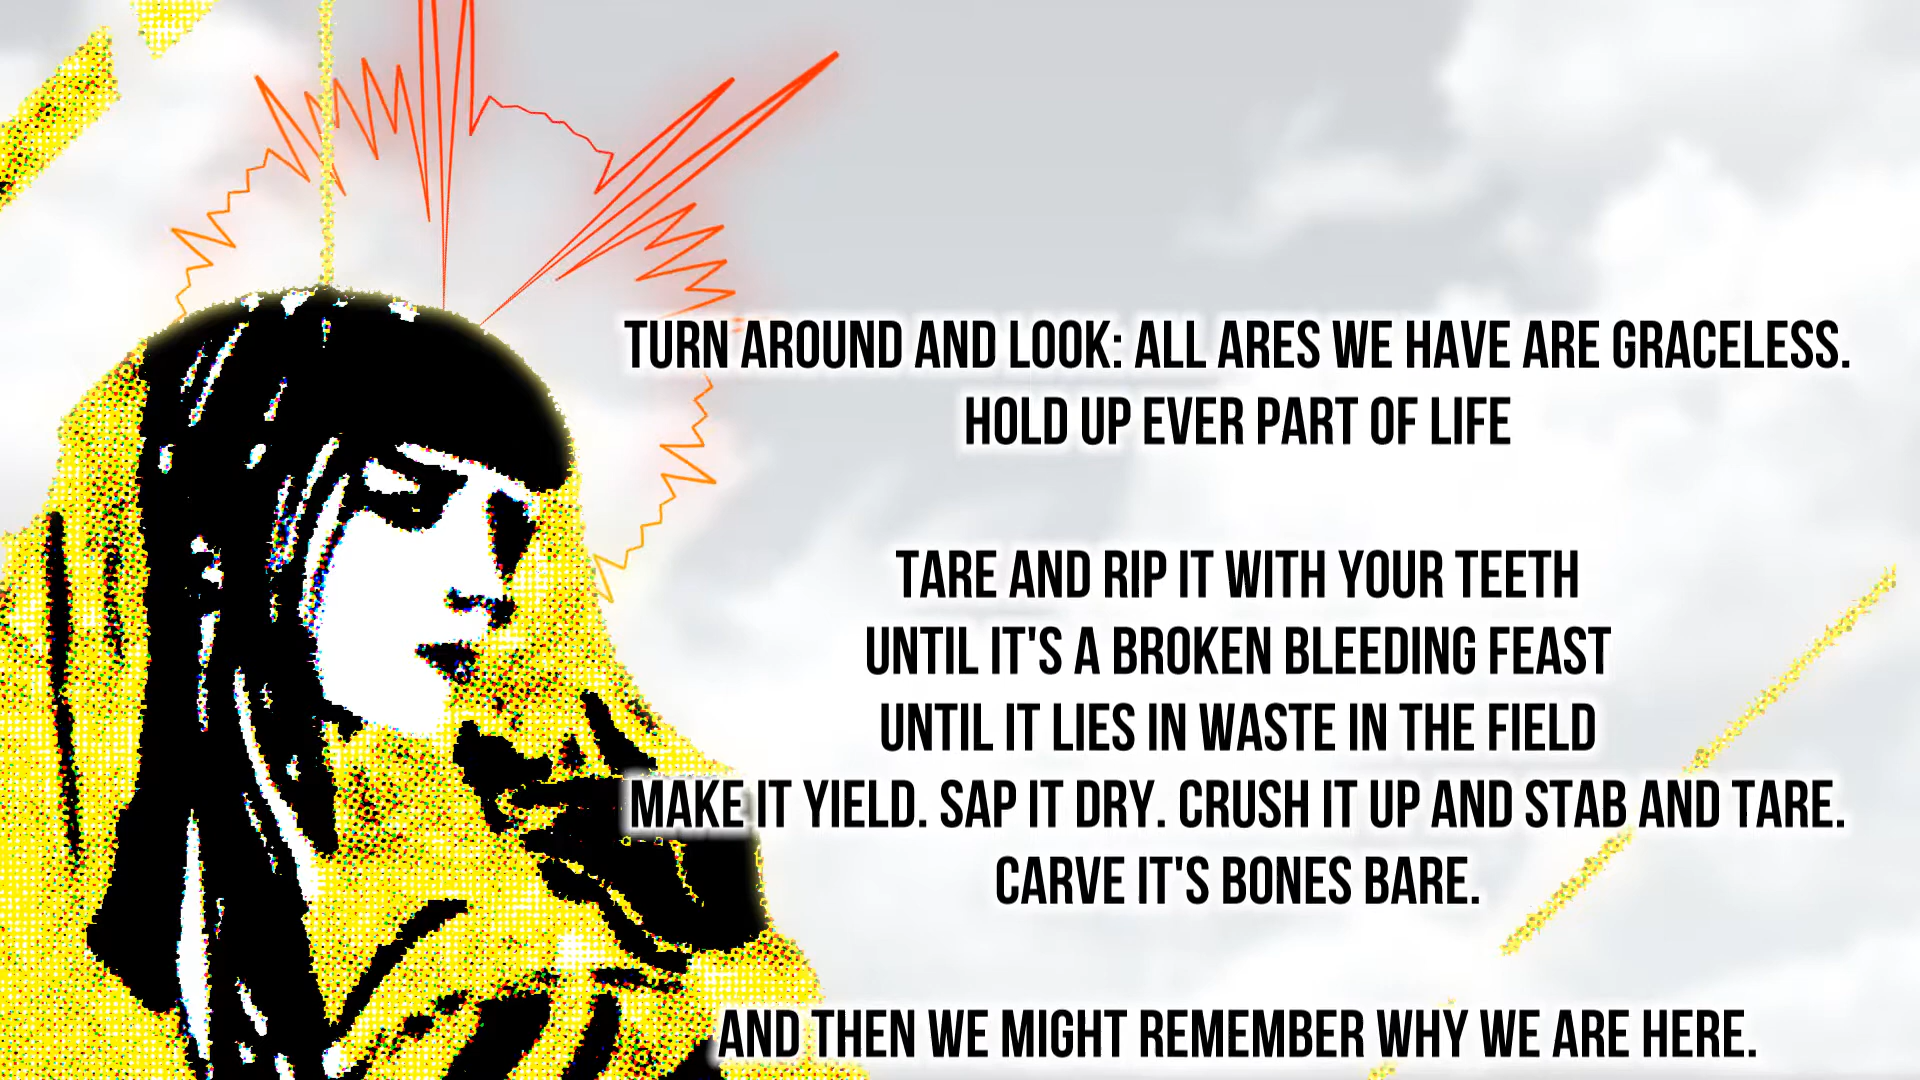 TURN AROUND AND LOOK: ALL ARES WE HAVE ARE GRACELESS.
HOLD UP EVER PART OF LIFE
TARE AND RIP IT WITH YOUR TEETH
UNTIL IT'S A BROKEN BLEEDING FEAST
UNTIL IT LIES IN WASTE IN THE FIELD
MAKE IT YIELD. SAP IT DRY. CRUSH IT UP AND STAB AND TARE.
CARVE IT'S BONES BARE.
AND THEN WE MIGHT REMEMBER WHY WE ARE HERE.